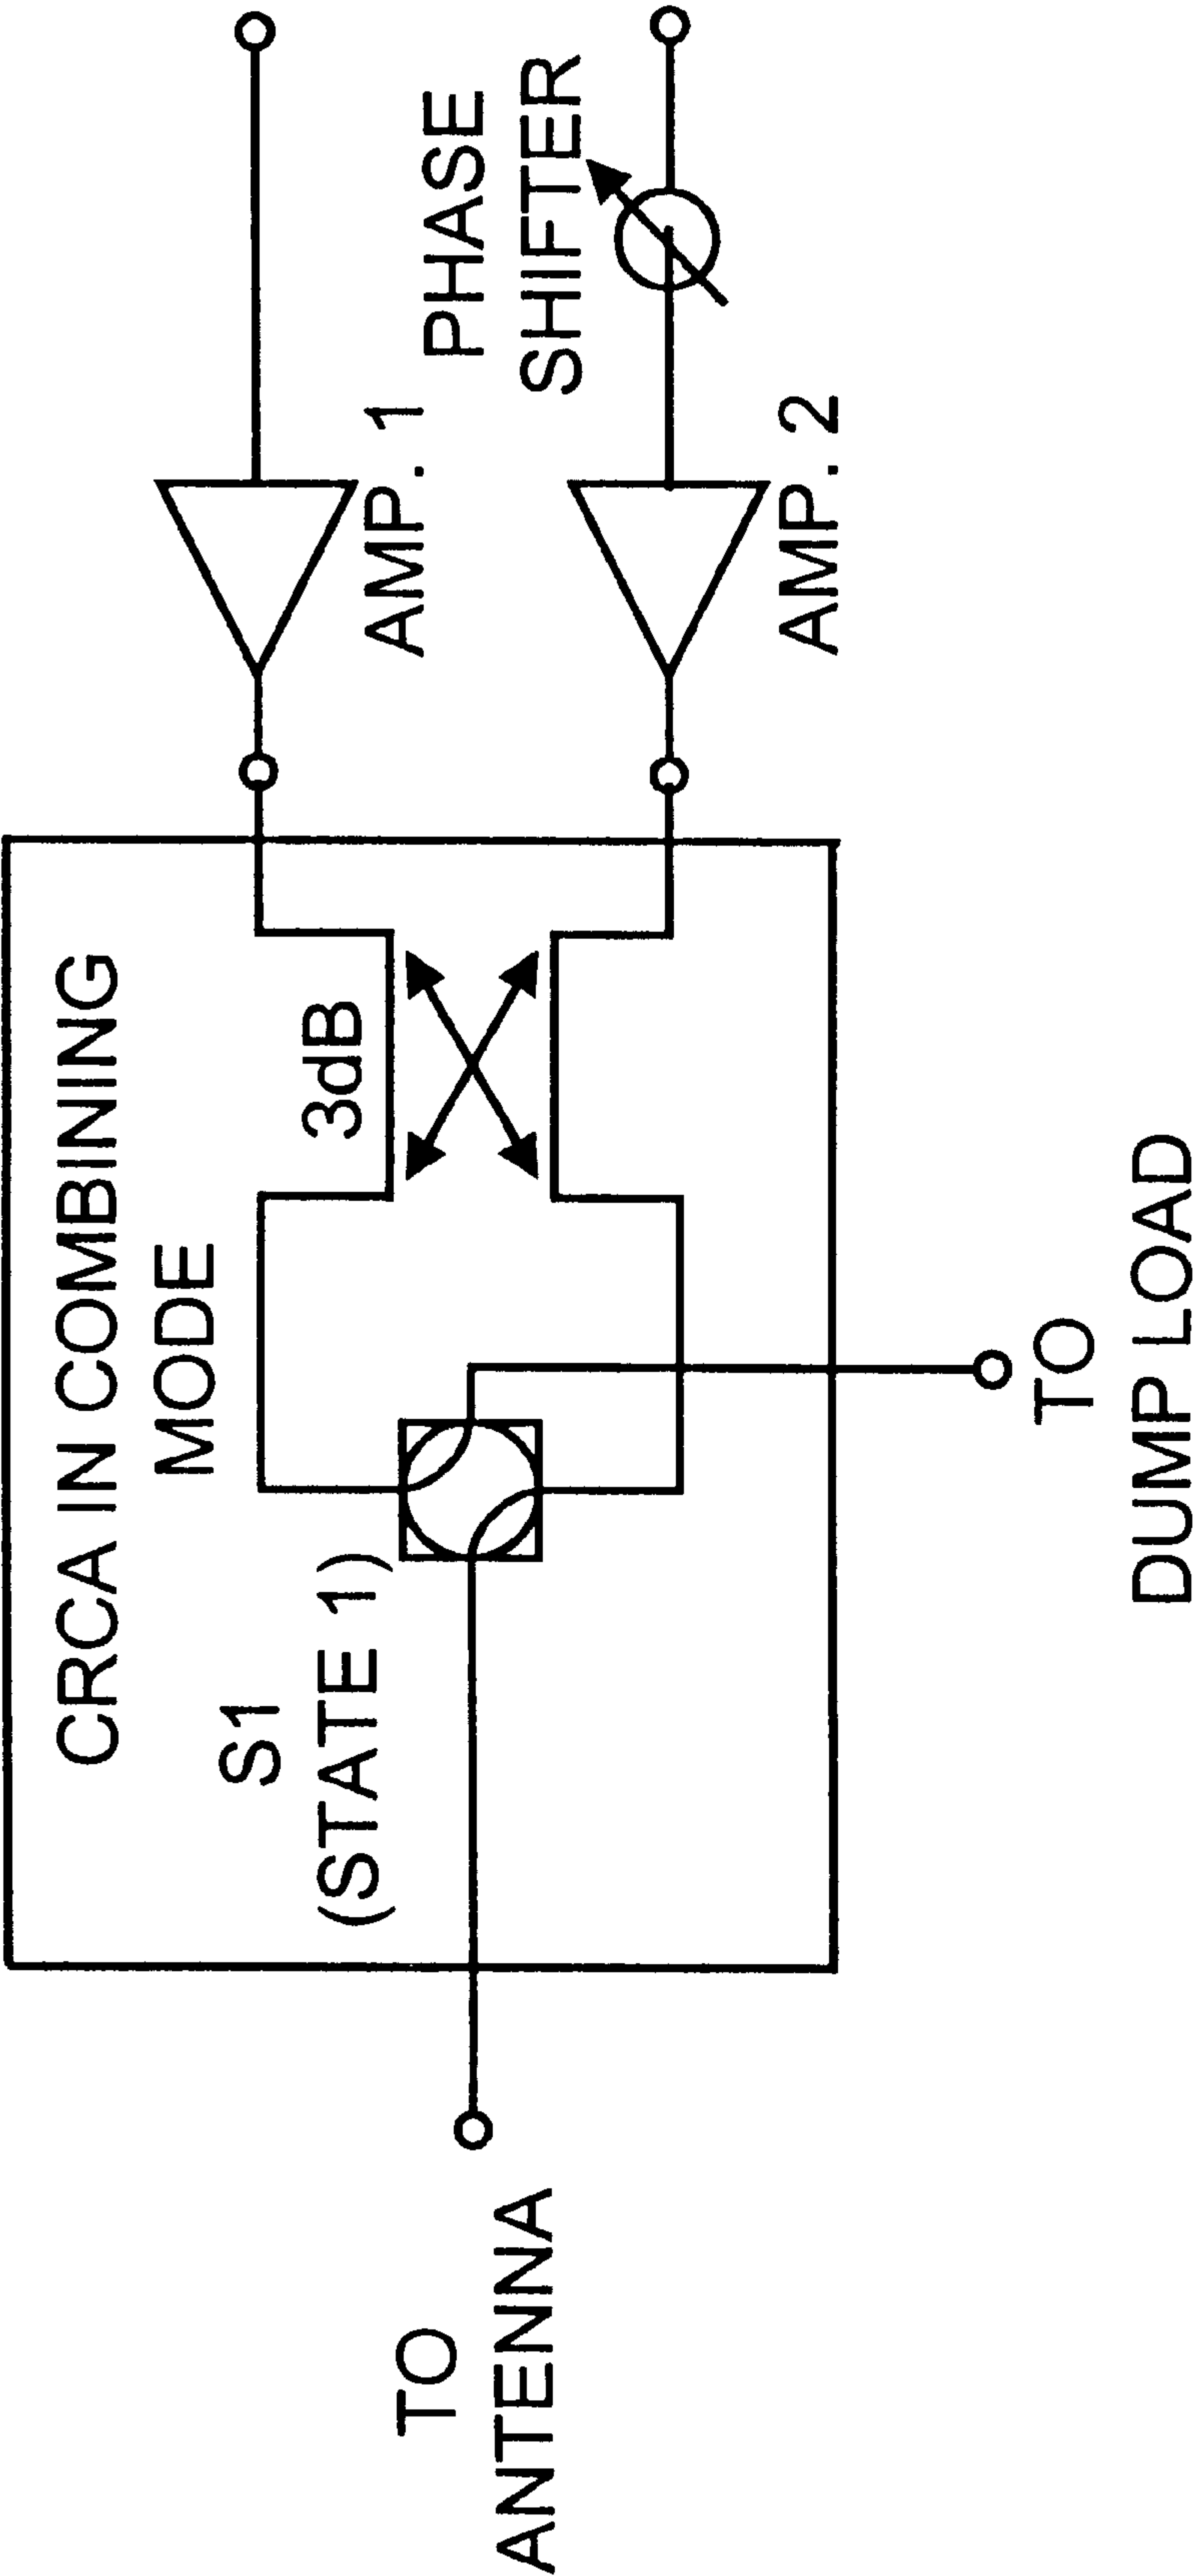 CRCA IN COMBINING
MODE
S1
(STATE 1)
3dB
AMP. 1
PHASE
SHIFTER
AMP. 2
TO
ANTENNA
TO
DUMP LOAD